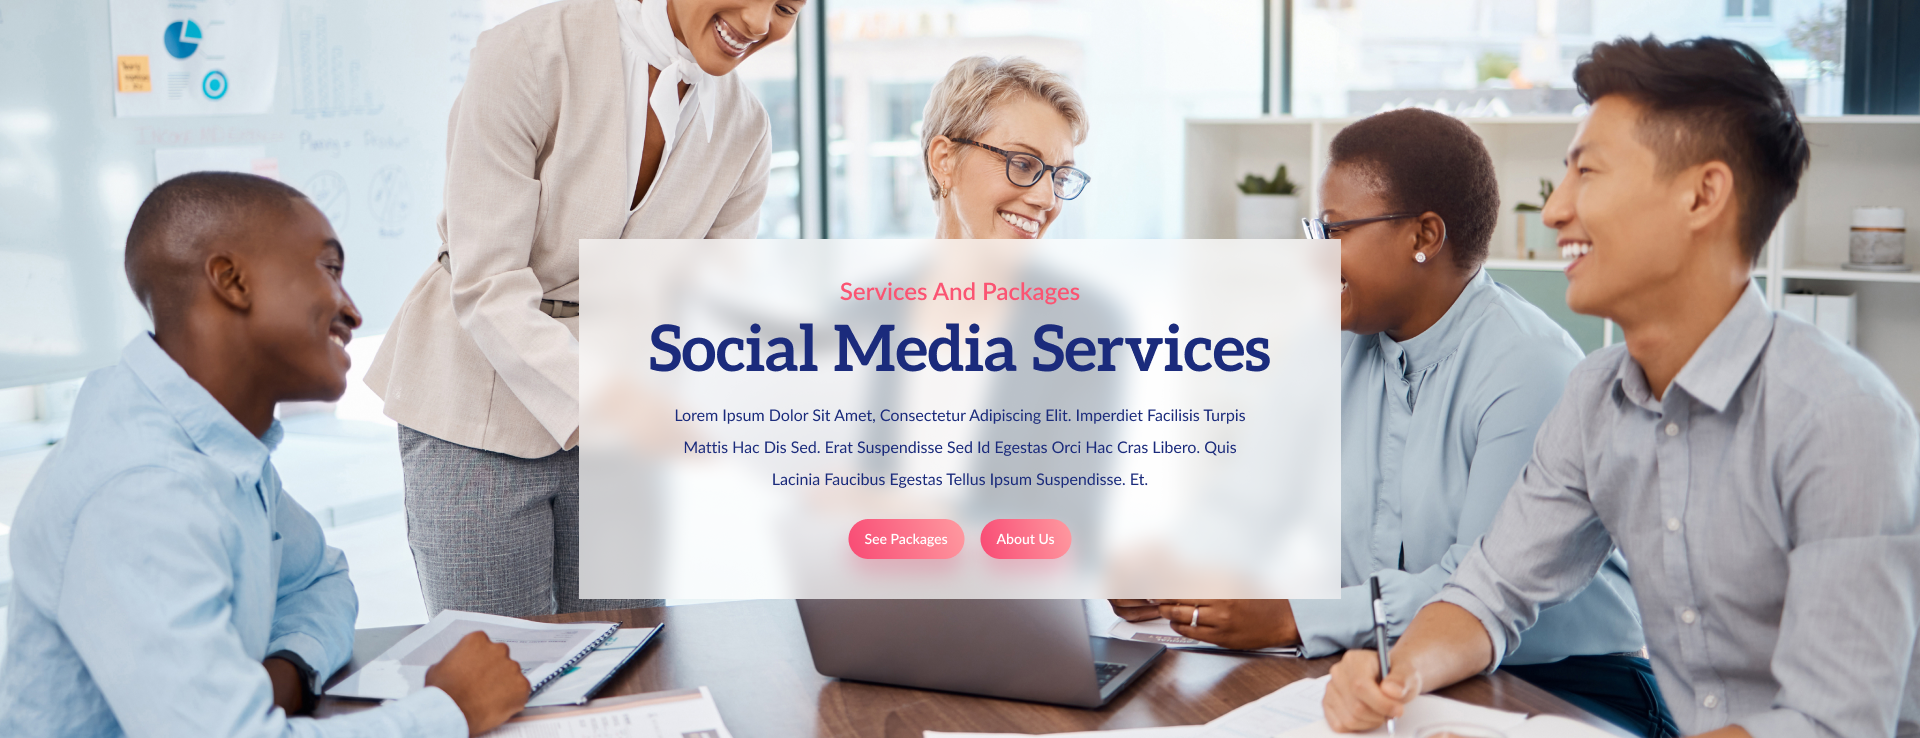 Services And Packages
Social Media Services
Lorem Ipsum Dolor Sit Amet, Consectetur Adipiscing Elit. Imperdiet Facilisis Turpis
Mattis Hac Dis Sed. Erat Suspendisse Sed Id Egestas Orci Hac Cras Libero. Quis
Lacinia Faucibus Egestas Tellus Ipsum Suspendisse. Et.
See Packages
About Us